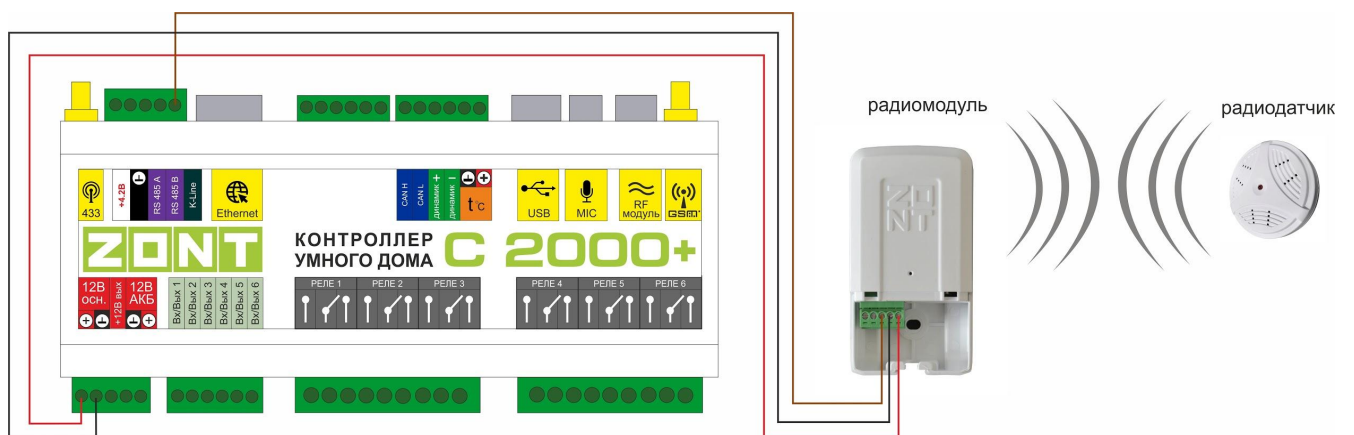 радиомодуль
радиодатчик
433
+4.2В
RS 485 A
RS 485 B
K-Line
Ethernet
CAN H
CAN L
динамик +
динамик –
t°c
USB
MIC
RF
модуль
GSM
ZONT
КОНТРОЛЛЕР
УМНОГО ДОМА
C 2000+
ZONT
12В
осн.
+12В вых
12В
АКБ
Вх/Вых 1
Вх/Вых 2
Вх/Вых 3
Вх/Вых 4
Вх/Вых 5
Вх/Вых 6
РЕЛЕ 1
РЕЛЕ 2
РЕЛЕ 3
РЕЛЕ 4
РЕЛЕ 5
РЕЛЕ 6